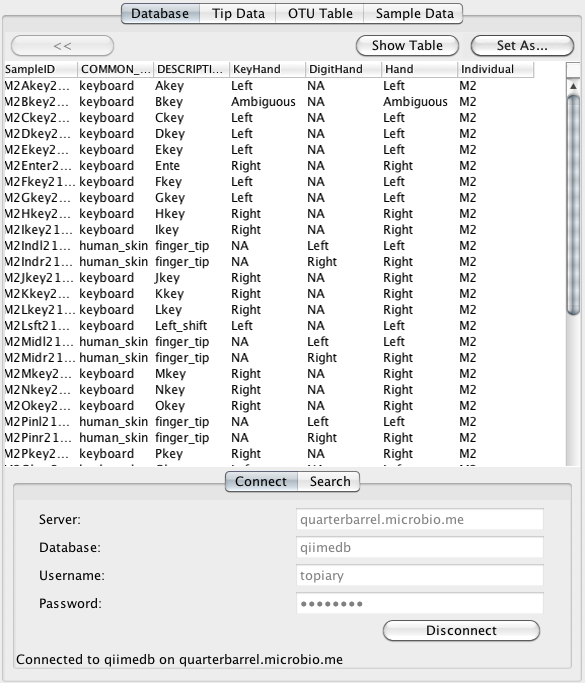 Database Tip Data OTU Table Sample Data
<< Show Table Set As...
SampleID COMMON_... DESCRIPTI... KeyHand DigitHand Hand Individual
M2Akey2... keyboard Akey Left NA Left M2
M2Bkey2... keyboard Bkey Ambiguous NA Ambiguous M2
M2Ckey2... keyboard Ckey Left NA Left M2
M2Dkey2... keyboard Dkey Left NA Left M2
M2Ekey2... keyboard Ekey Left NA Left M2
M2Enter2... keyboard Ente Right NA Right M2
M2Fkey21... keyboard Fkey Left NA Left M2
M2Gkey2... keyboard Gkey Left NA Left M2
M2Hkey2... keyboard Hkey Right NA Right M2
M2Ikey21... keyboard Ikey Right NA Right M2
M2Indl21... human_skin finger_tip NA Left Left M2
M2Indr21... human_skin finger_tip NA Right Right M2
M2Jkey21... keyboard Jkey Right NA Right M2
M2Kkey2... keyboard Kkey Right NA Right M2
M2Lkey21... keyboard Lkey Right NA Right M2
M2Lsft21... keyboard Left_shift Left NA Left M2
M2Midl21... human_skin finger_tip NA Left Left M2
M2Midr21... human_skin finger_tip NA Right Right M2
M2Mkey2... keyboard Mkey Right NA Right M2
M2Nkey2... keyboard Nkey Right NA Right M2
M2Okey2... keyboard Okey Right NA Right M2
M2Pinl21... human_skin finger_tip NA Left Left M2
M2Pinr21... human_skin finger_tip NA Right Right M2
M2Pkey2... keyboard Pkey Right NA Right M2
Connect Search
Server: quarterbarrel.microbio.me
Database: qiimedb
Username: topiary
Password: ••••••••
Disconnect
Connected to qiimedb on quarterbarrel.microbio.me